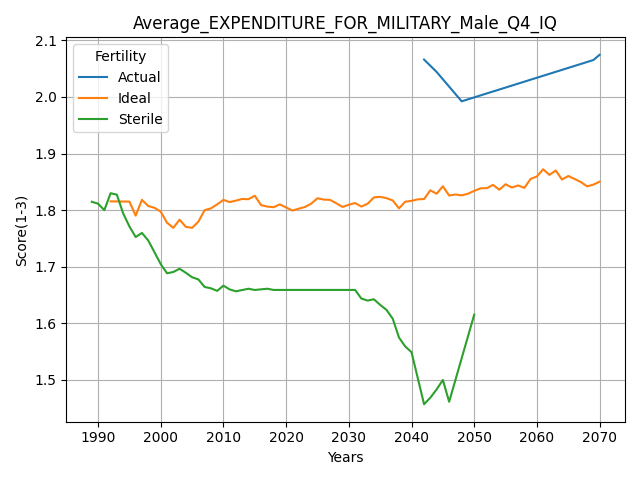 Average_EXPENDITURE_FOR_MILITARY_Male_Q4_IQ
Fertility
Actual
Ideal
Sterile
Score(1-3)
2.1
2.0
1.9
1.8
1.7
1.6
1.5
1990 2000 2010 2020 2030 2040 2050 2060 2070
Years